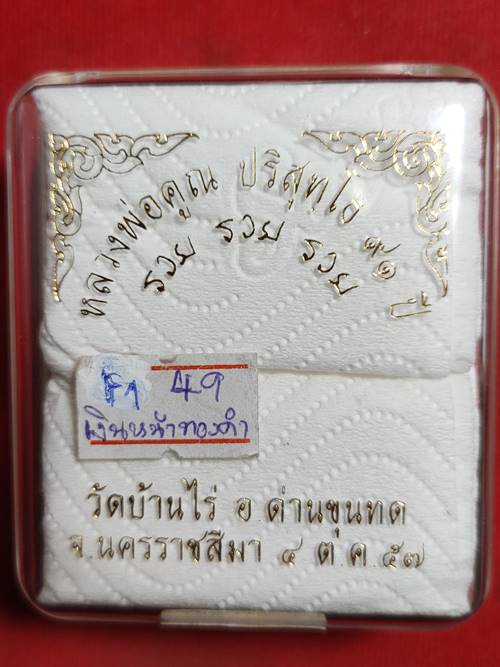 หลวงพ่อคูณ ปริสุทฺโธ ๙๑ ปี
รวย รวย รวย
F1 49
เงินหน้าทองคำ
วัดบ้านไร่ อ ด่านขุนทด
จ.นครราชสีมา ๔ ต.ค. ๕๗